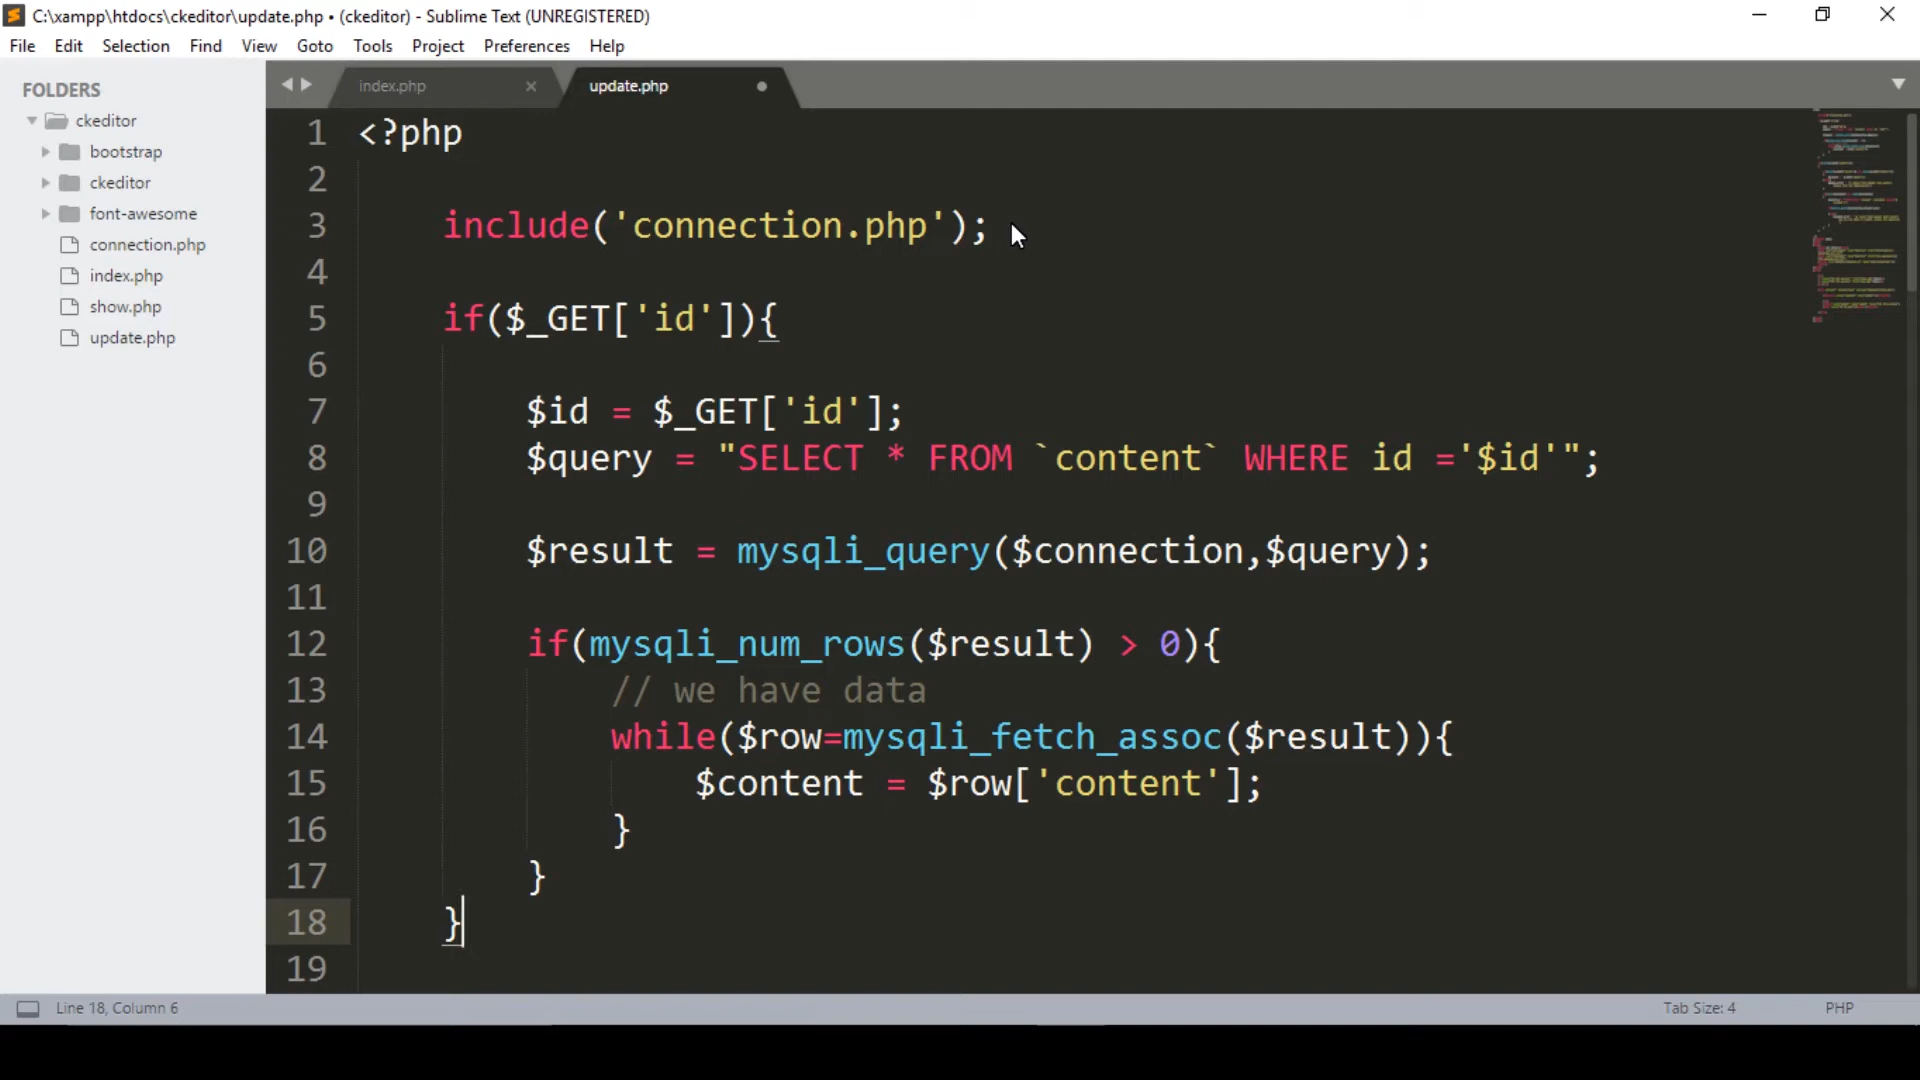 C:\xampp\htdocs\ckeditor\update.php • (ckeditor) - Sublime Text (UNREGISTERED)
File Edit Selection Find View Goto Tools Project Preferences Help
FOLDERS
ckeditor
bootstrap
ckeditor
font-awesome
connection.php
index.php
show.php
update.php
index.php update.php
1 <?php
2
3 include('connection.php');
4
5 if($_GET['id']){
6
7 $id = $_GET['id'];
8 $query = "SELECT * FROM `content` WHERE id ='$id'";
9
10 $result = mysqli_query($connection,$query);
11
12 if(mysqli_num_rows($result) > 0){
13 // we have data
14 while($row=mysqli_fetch_assoc($result)){
15 $content = $row['content'];
16 }
17 }
18 }
19
Line 18, Column 6 Tab Size: 4 PHP